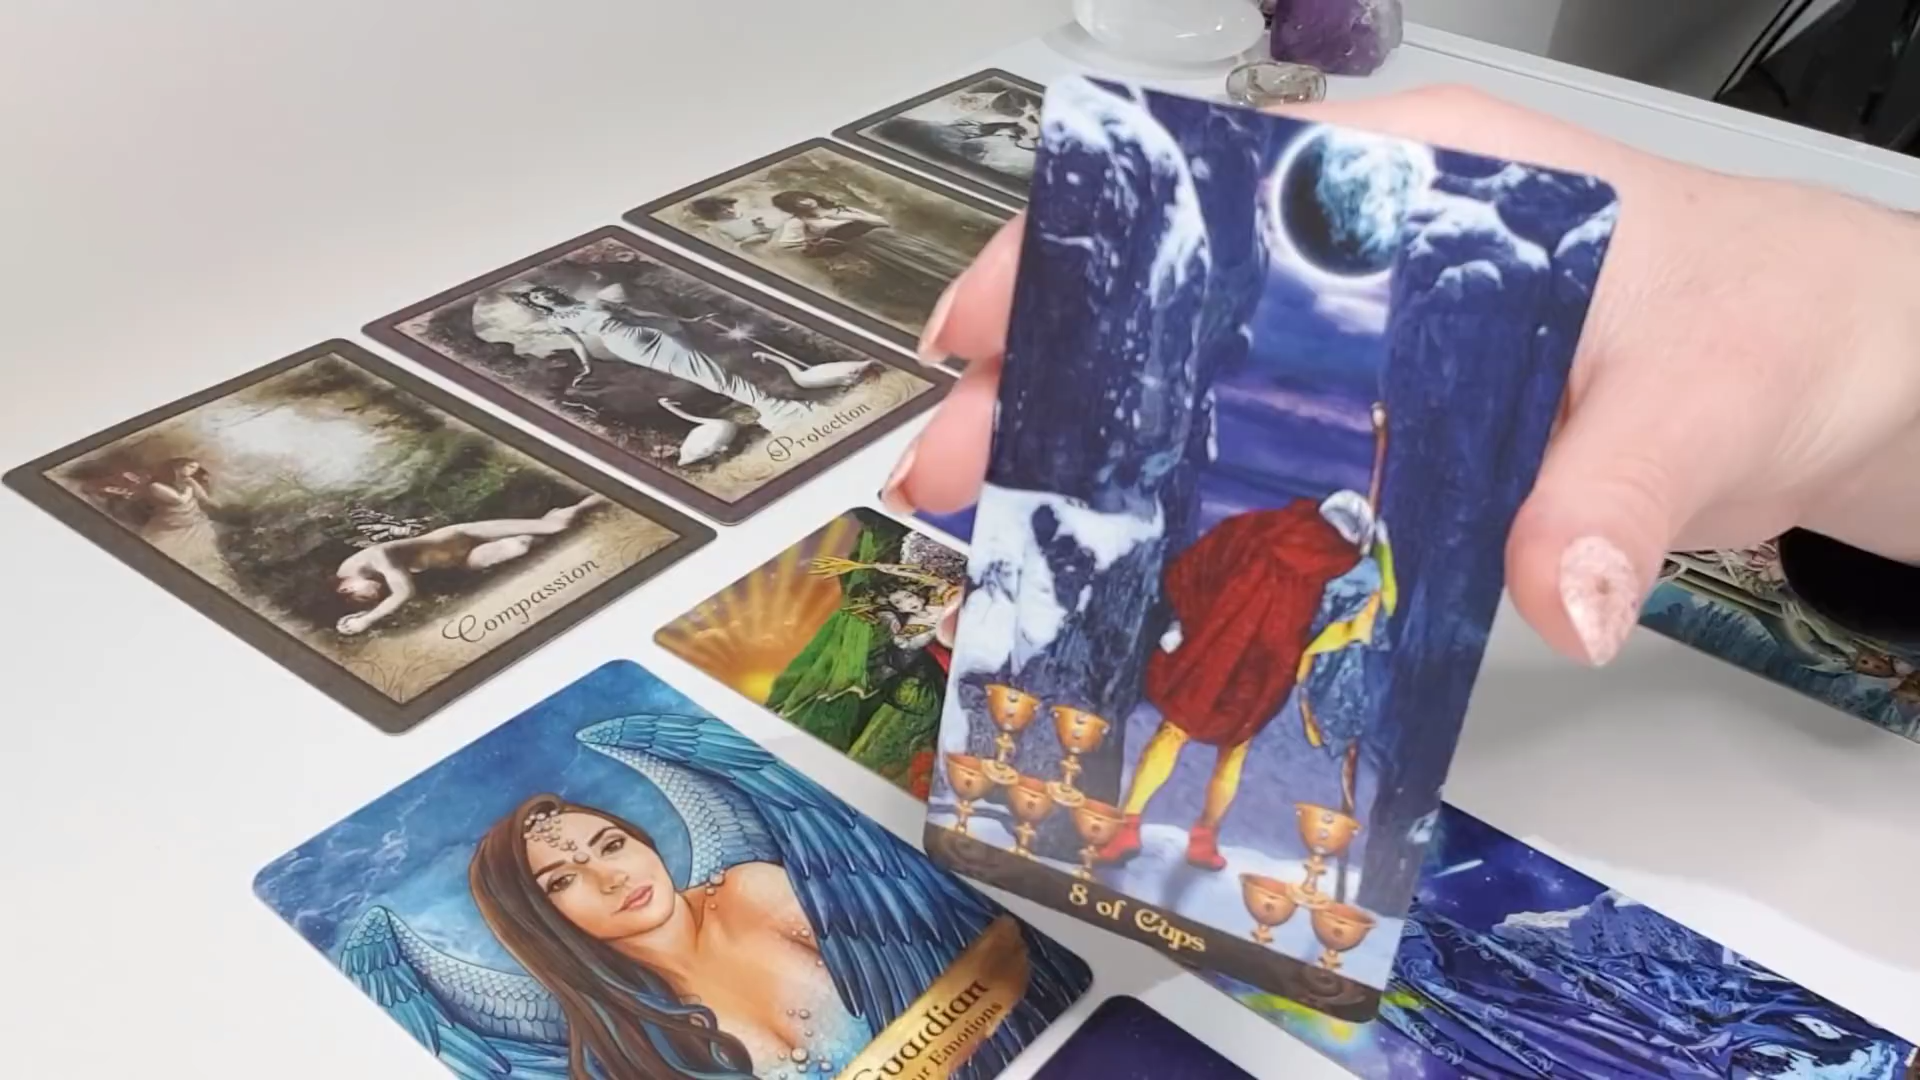 Protection
Compassion
8 of Cups
Guardian
Emotions